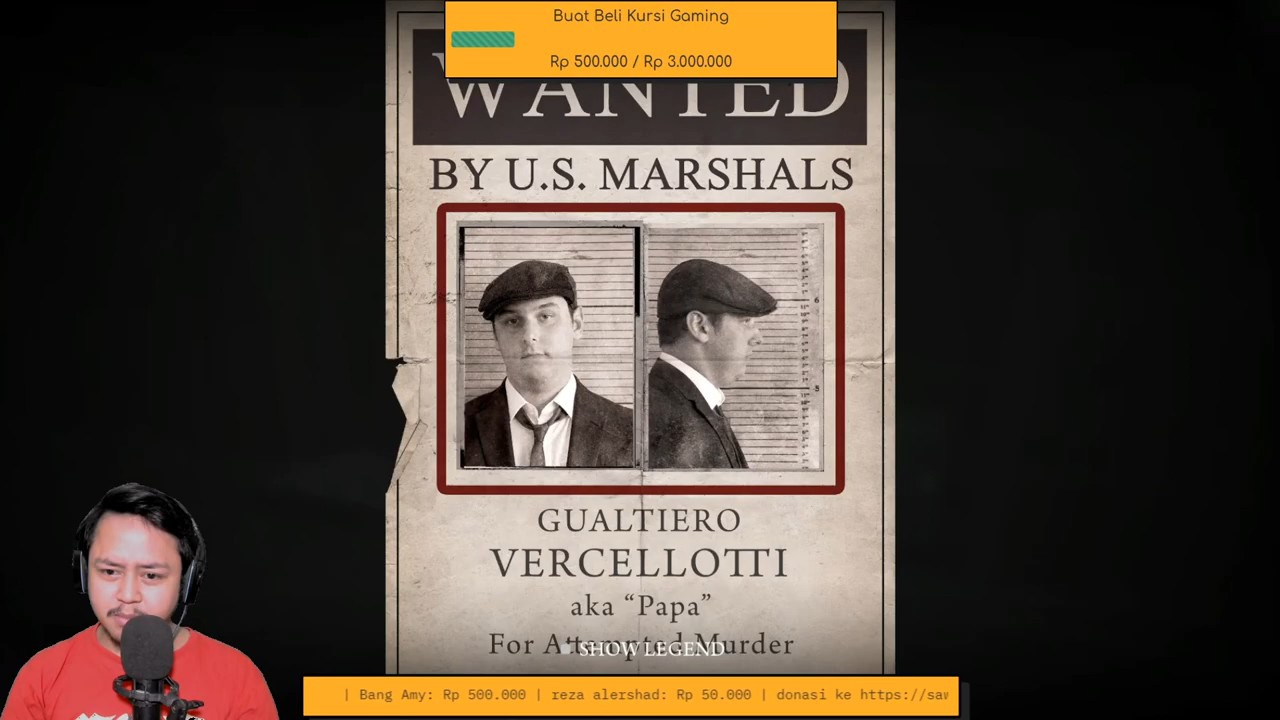 Buat Beli Kursi Gaming
Rp 500.000 / Rp 3.000.000
WANTED
BY U.S. MARSHALS
GUALTIERO
VERCELLOTTI
aka “Papa”
For Attempted Murder
SHOW LEGEND
| Bang Amy: Rp 500.000 | reza alershad: Rp 50.000 | donasi ke https://saw